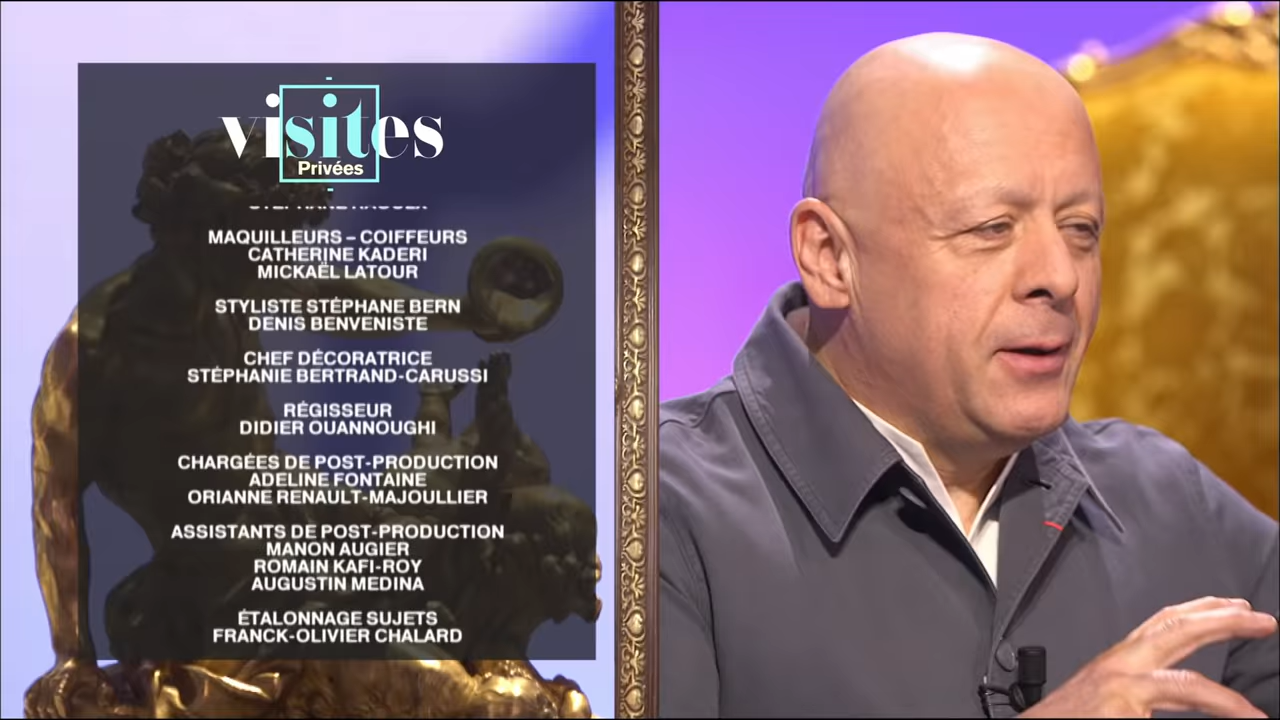 visites
Privées
MAQUILLEURS – COIFFEURS
CATHERINE KADERI
MICKAËL LATOUR
STYLISTE STÉPHANE BERN
DENIS BENVENISTE
CHEF DÉCORATRICE
STÉPHANIE BERTRAND-CARUSSI
RÉGISSEUR
DIDIER OUANNOUGHI
CHARGÉES DE POST-PRODUCTION
ADELINE FONTAINE
ORIANNE RENAULT-MAJOULLIER
ASSISTANTS DE POST-PRODUCTION
MANON AUGIER
ROMAIN KAFI-ROY
AUGUSTIN MEDINA
ÉTALONNAGE SUJETS
FRANCK-OLIVIER CHALARD